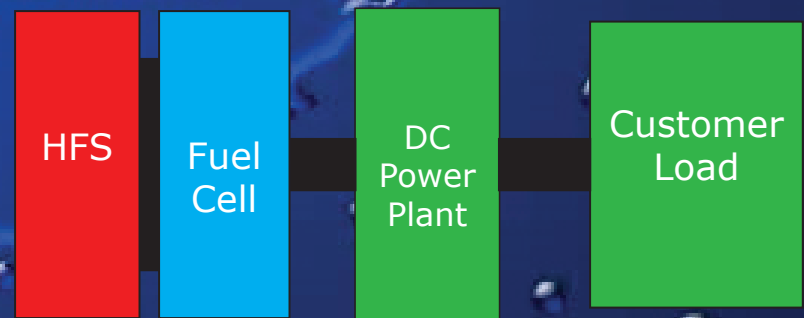 HFS
Fuel
Cell
DC
Power
Plant
Customer
Load